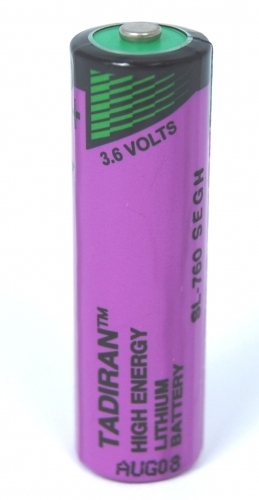 +
3.6 VOLTS
SL-760 SEGH
TADIRAN™
HIGH ENERGY
LITHIUM
BATTERY
AUG08